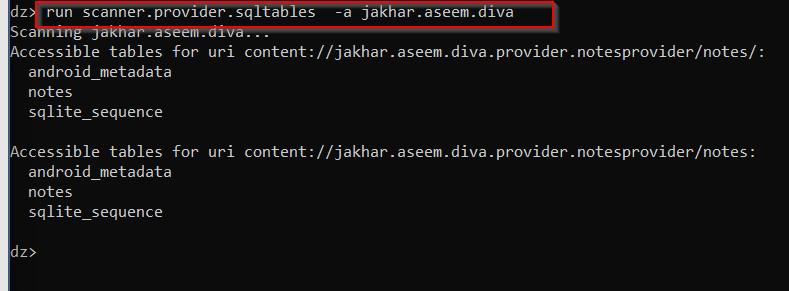 dz> run scanner.provider.sqltables  -a jakhar.aseem.diva
Scanning jakhar.aseem.diva...
Accessible tables for uri content://jakhar.aseem.diva.provider.notesprovider/notes/:
  android_metadata
  notes
  sqlite_sequence

Accessible tables for uri content://jakhar.aseem.diva.provider.notesprovider/notes:
  android_metadata
  notes
  sqlite_sequence

dz>